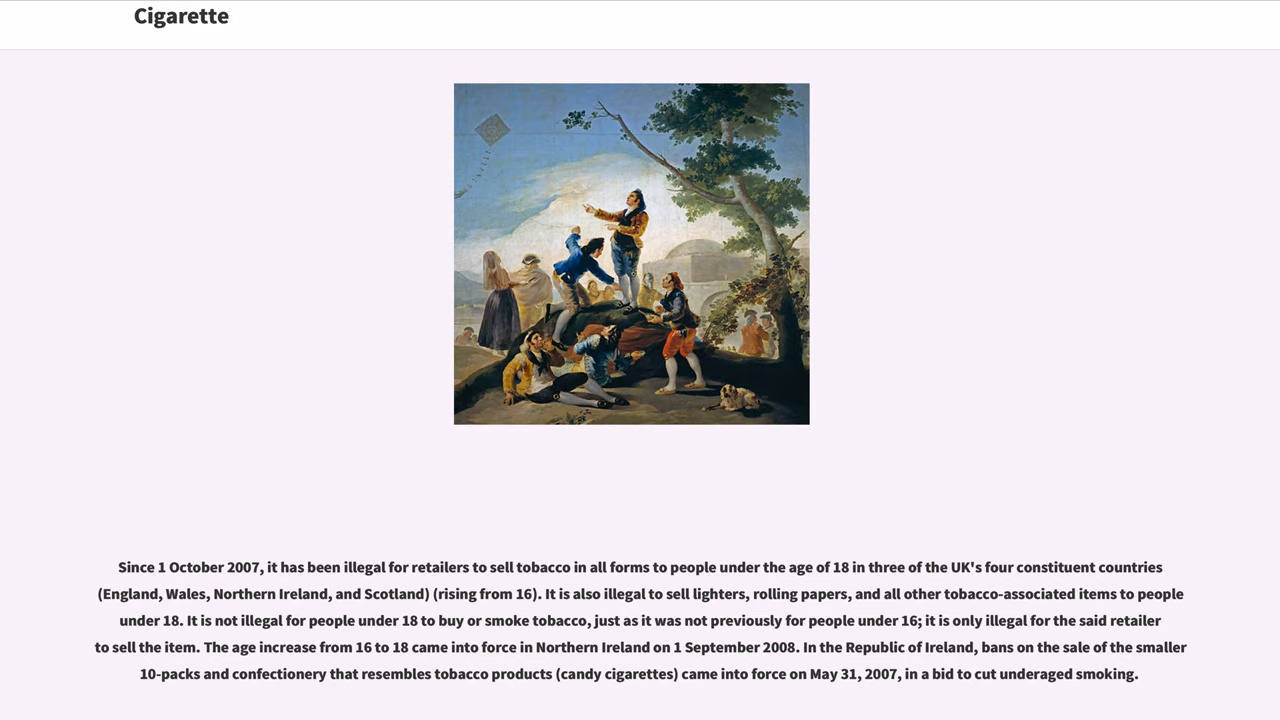 Cigarette
Since 1 October 2007, it has been illegal for retailers to sell tobacco in all forms to people under the age of 18 in three of the UK's four constituent countries
(England, Wales, Northern Ireland, and Scotland) (rising from 16). It is also illegal to sell lighters, rolling papers, and all other tobacco-associated items to people
under 18. It is not illegal for people under 18 to buy or smoke tobacco, just as it was not previously for people under 16; it is only illegal for the said retailer
to sell the item. The age increase from 16 to 18 came into force in Northern Ireland on 1 September 2008. In the Republic of Ireland, bans on the sale of the smaller
10-packs and confectionery that resembles tobacco products (candy cigarettes) came into force on May 31, 2007, in a bid to cut underaged smoking.